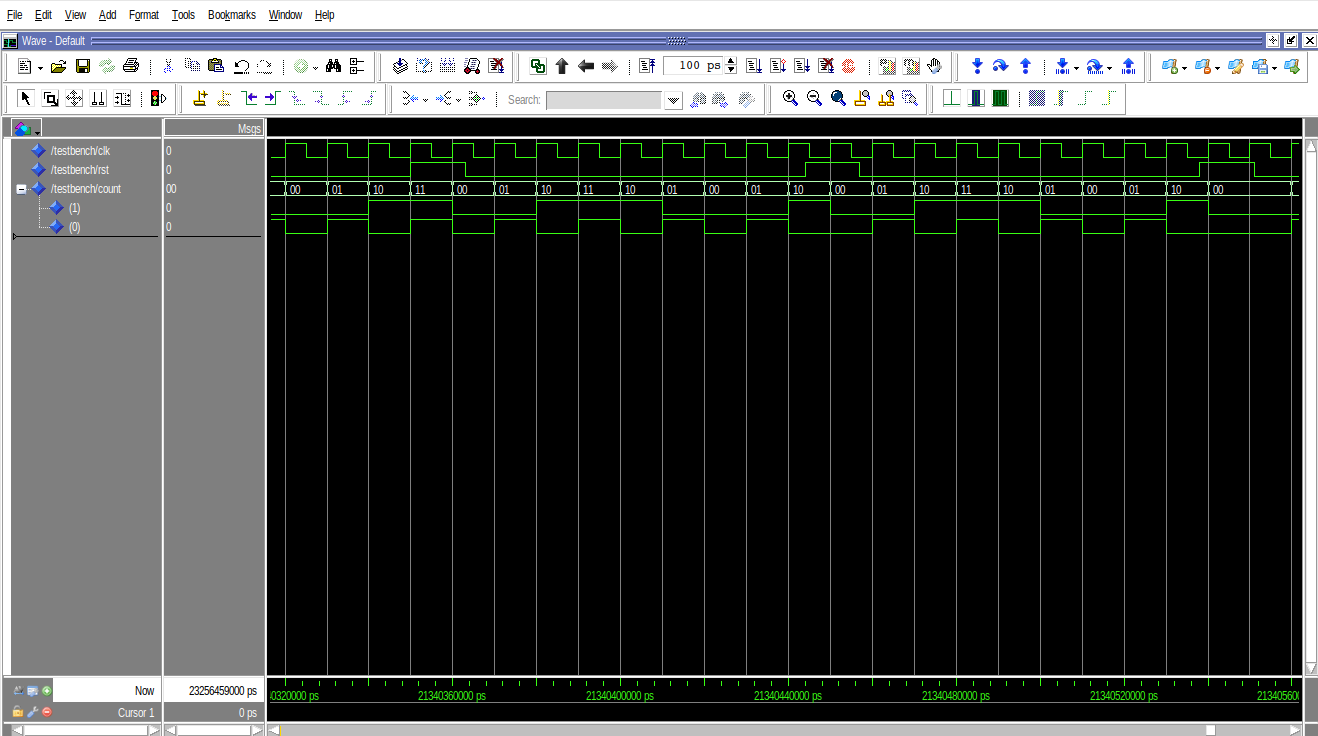 File Edit View Add Format Tools Bookmarks Window Help
Wave - Default
100 ps
Search:
Msgs
/testbench/clk 0
/testbench/rst 0
/testbench/count 00 00 01 10 11 00 01 10 11 10 01 00 01 10 00 01 10 11 10 01 00 01 10 00
(1) 0
(0) 0
Now 23256459000 ps 0320000 ps 21340360000 ps 21340400000 ps 21340440000 ps 21340480000 ps 21340520000 ps 213405600
Cursor 1 0 ps